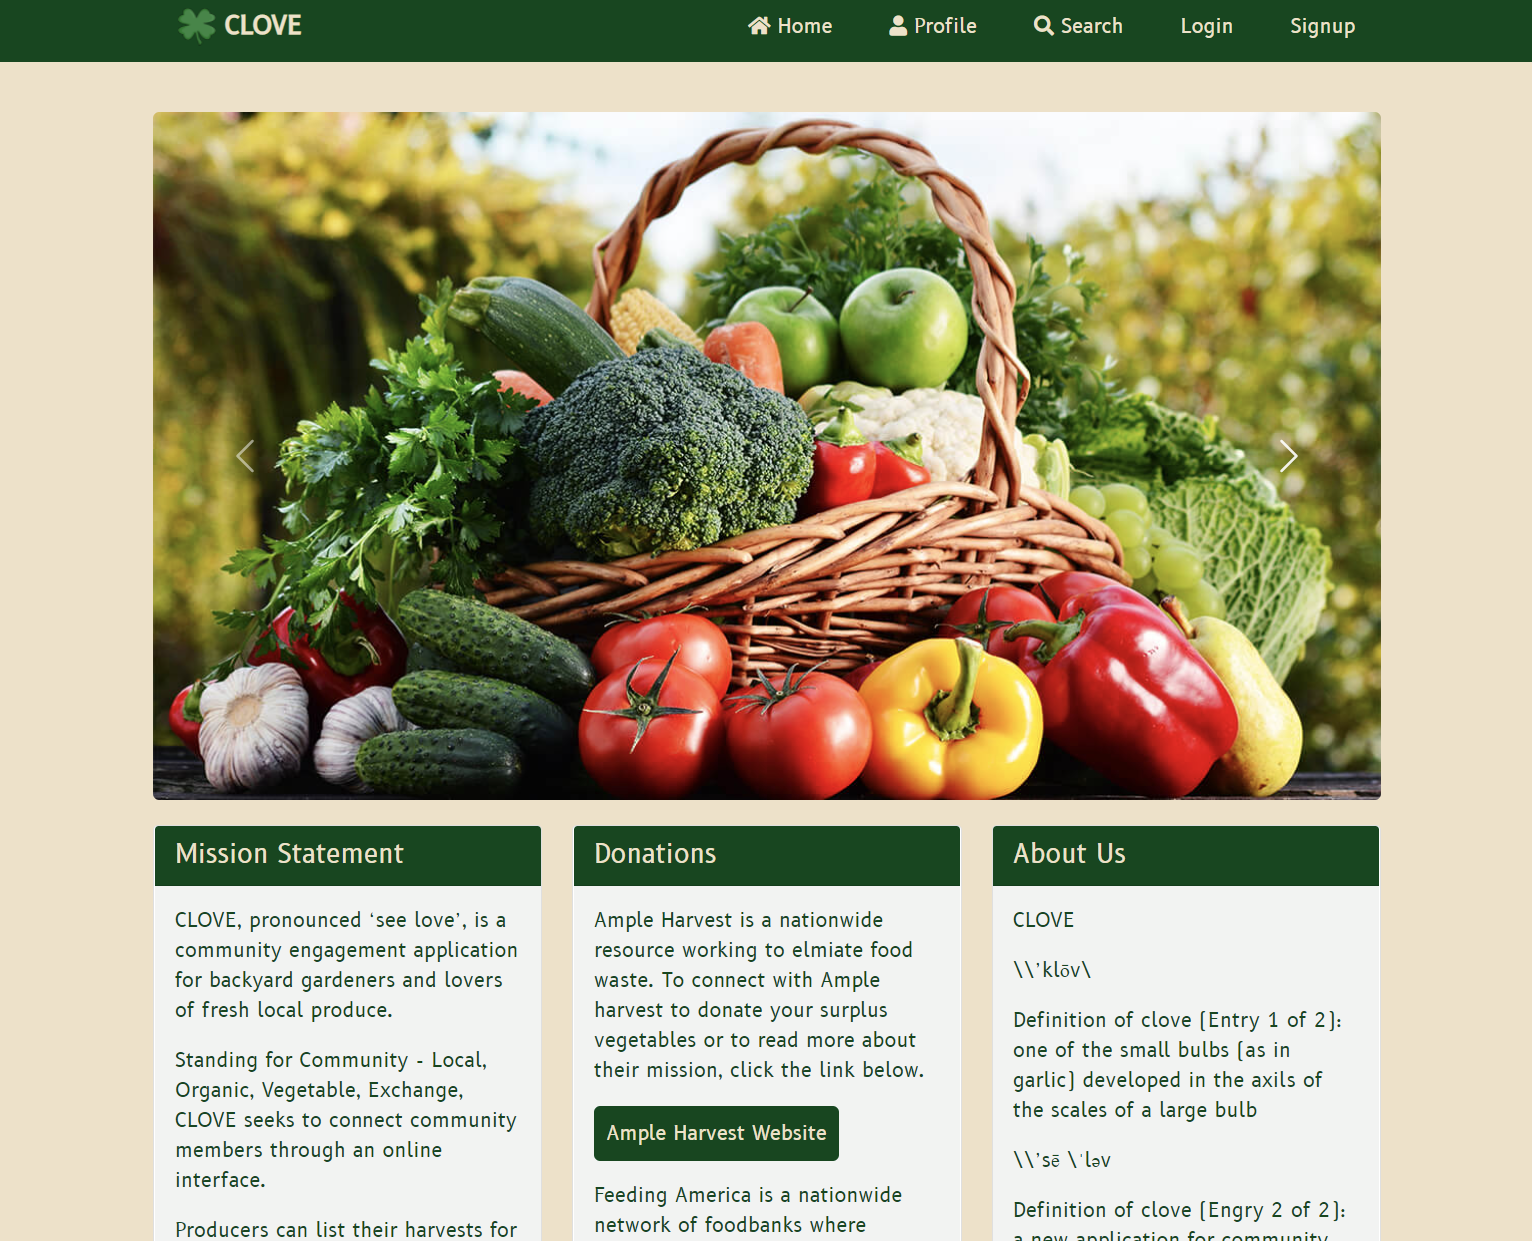 CLOVE
Home
Profile
Search
Login
Signup
Mission Statement
CLOVE, pronounced ‘see love’, is a
community engagement application
for backyard gardeners and lovers
of fresh local produce.
Standing for Community - Local,
Organic, Vegetable, Exchange,
CLOVE seeks to connect community
members through an online
interface.
Producers can list their harvests for
Donations
Ample Harvest is a nationwide
resource working to elmiate food
waste. To connect with Ample
harvest to donate your surplus
vegetables or to read more about
their mission, click the link below.
Ample Harvest Website
Feeding America is a nationwide
network of foodbanks where
About Us
CLOVE
\\’klōv\
Definition of clove (Entry 1 of 2):
one of the small bulbs (as in
garlic) developed in the axils of
the scales of a large bulb
\\’sē \ˈləv
Definition of clove (Engry 2 of 2):
a new application for community